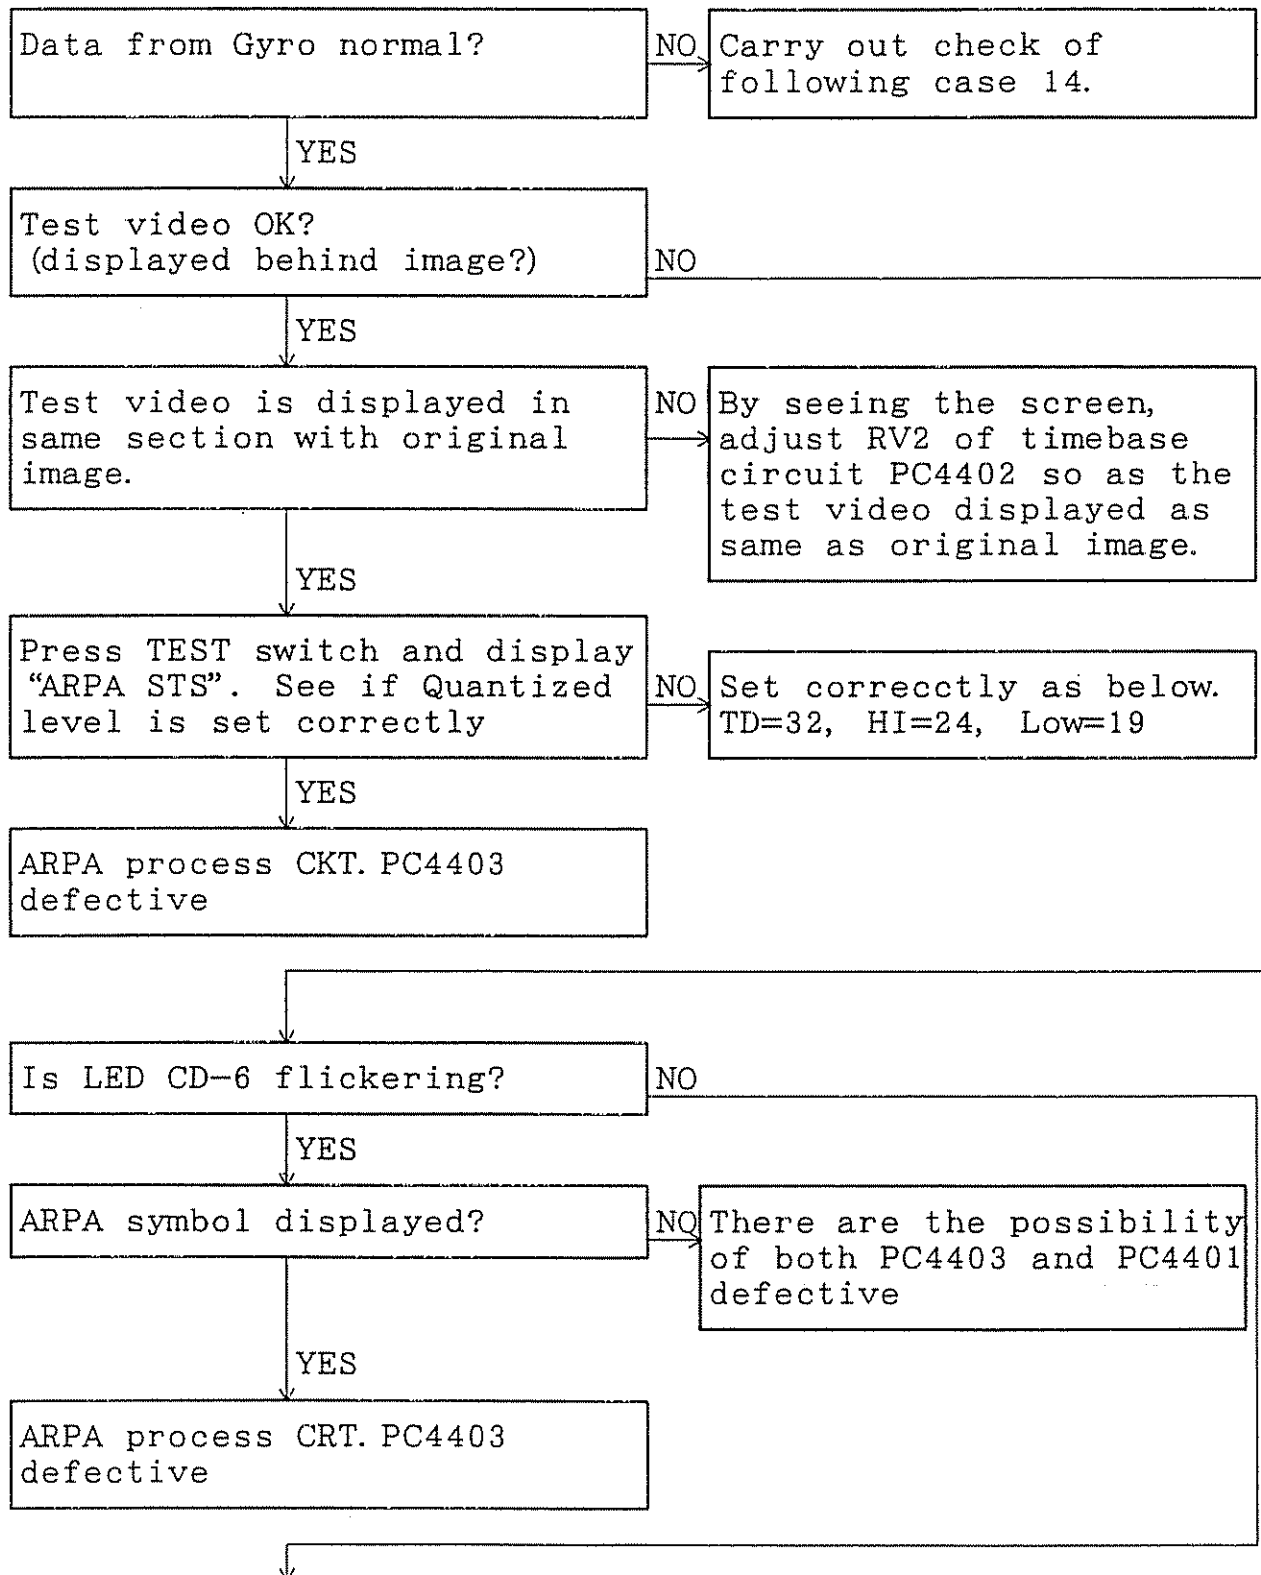 Data from Gyro normal?
NO
Carry out check of
following case 14.
YES
Test video OK?
(displayed behind image?)
NO
YES
Test video is displayed in
same section with original
image.
NO
By seeing the screen,
adjust RV2 of timebase
circuit PC4402 so as the
test video displayed as
same as original image.
YES
Press TEST switch and display
“ARPA STS”. See if Quantized
level is set correctly
NO
Set correcctly as below.
TD=32, HI=24, Low=19
YES
ARPA process CKT. PC4403
defective
Is LED CD-6 flickering?
NO
YES
ARPA symbol displayed?
NO
There are the possibility
of both PC4403 and PC4401
defective
YES
ARPA process CRT. PC4403
defective